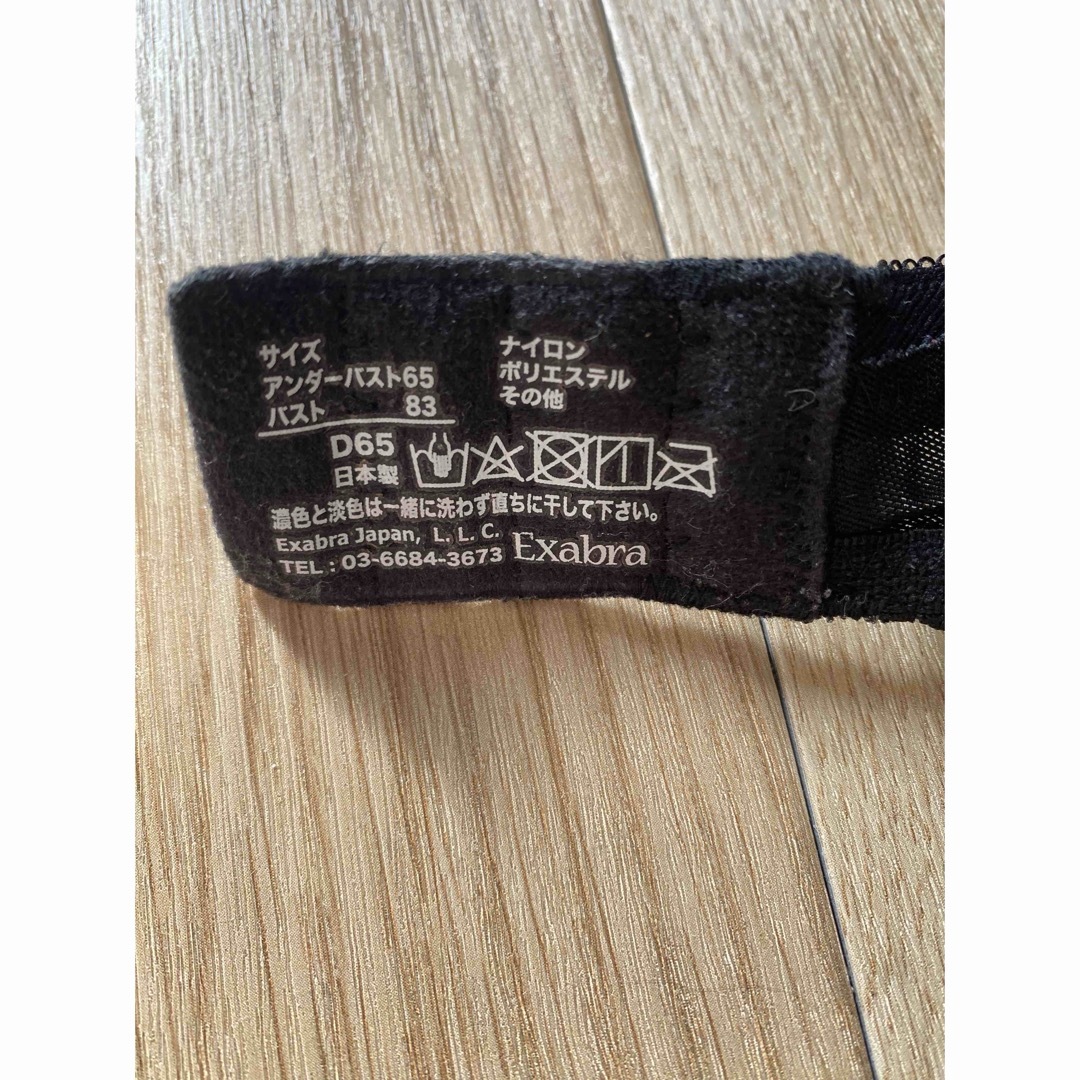 サイズ
アンダーバスト65
バスト 83
D65
日本製
ナイロン
ポリエステル
その他
濃色と淡色は一緒に洗わず直ちに干して下さい。
Exabra Japan, L. L. C.
TEL : 03-6684-3673
Exabra